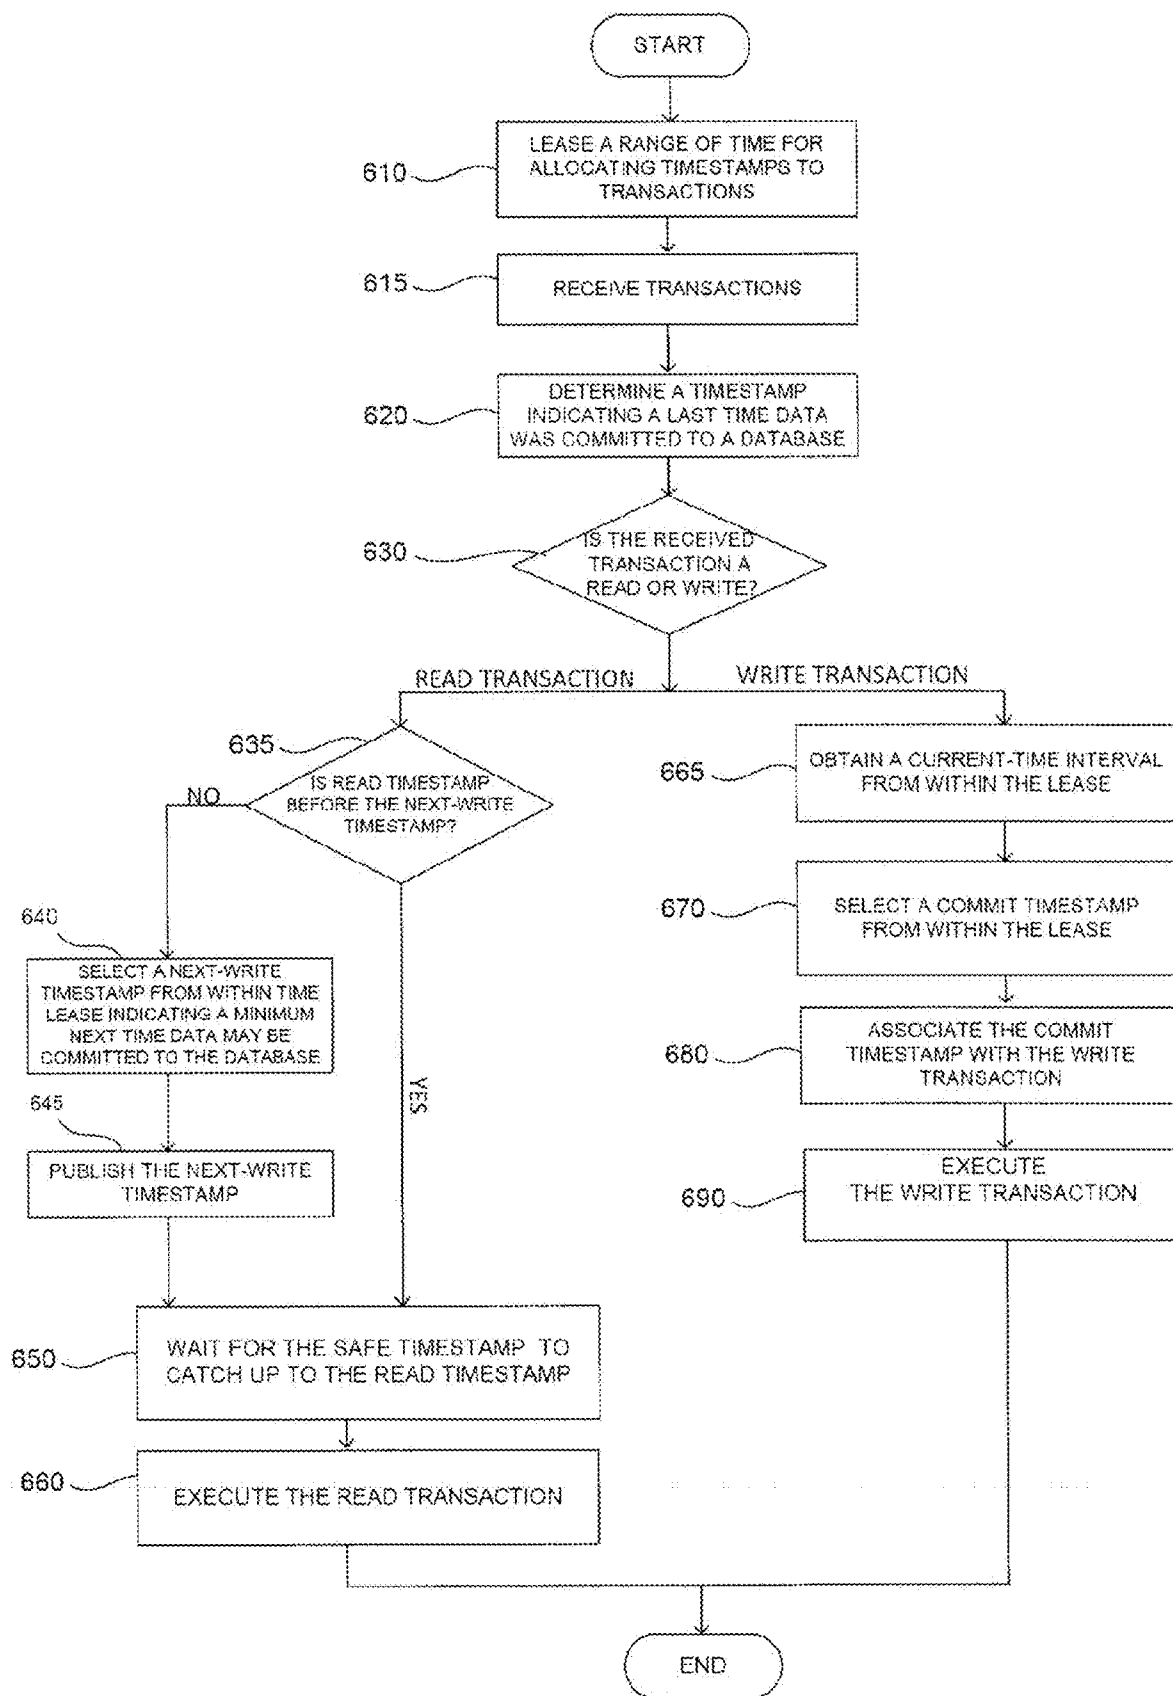 START
610
LEASE A RANGE OF TIME FOR
ALLOCATING TIMESTAMPS TO
TRANSACTIONS
615
RECEIVE TRANSACTIONS
620
DETERMINE A TIMESTAMP
INDICATING A LAST TIME DATA
WAS COMMITTED TO A DATABASE
630
IS THE RECEIVED
TRANSACTION A
READ OR WRITE?
READ TRANSACTION
WRITE TRANSACTION
635
IS READ TIMESTAMP
BEFORE THE NEXT-WRITE
TIMESTAMP?
NO
YES
640
SELECT A NEXT-WRITE
TIMESTAMP FROM WITHIN TIME
LEASE INDICATING A MINIMUM
NEXT TIME DATA MAY BE
COMMITTED TO THE DATABASE
645
PUBLISH THE NEXT-WRITE
TIMESTAMP
650
WAIT FOR THE SAFE TIMESTAMP TO
CATCH UP TO THE READ TIMESTAMP
660
EXECUTE THE READ TRANSACTION
665
OBTAIN A CURRENT-TIME INTERVAL
FROM WITHIN THE LEASE
670
SELECT A COMMIT TIMESTAMP
FROM WITHIN THE LEASE
680
ASSOCIATE THE COMMIT
TIMESTAMP WITH THE WRITE
TRANSACTION
690
EXECUTE
THE WRITE TRANSACTION
END